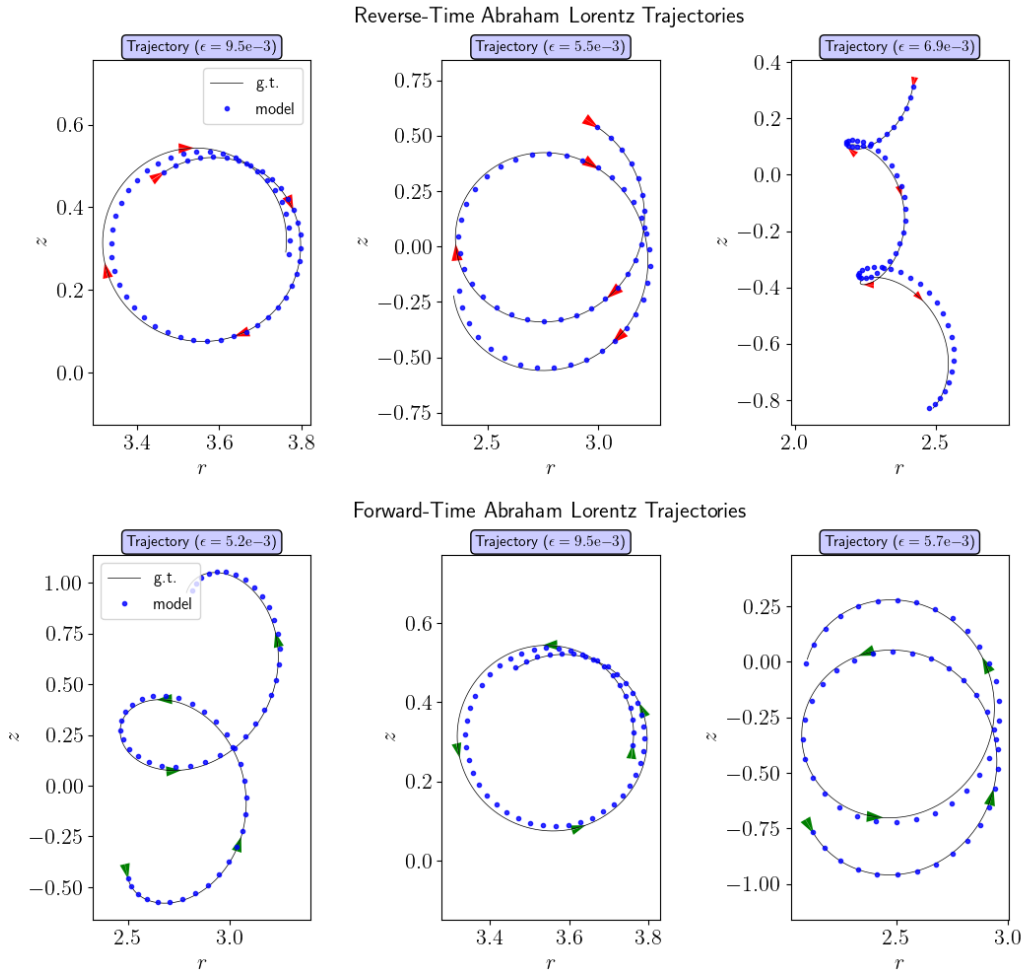 Reverse-Time Abraham Lorentz Trajectories
Trajectory (ϵ = 9.5e−3)
g.t.
model
0.6
0.4
0.2
0.0
z
3.4
3.6
3.8
r
Trajectory (ϵ = 5.5e−3)
0.75
0.50
0.25
0.00
−0.25
−0.50
−0.75
z
2.5
3.0
r
Trajectory (ϵ = 6.9e−3)
0.4
0.2
0.0
−0.2
−0.4
−0.6
−0.8
z
2.0
2.5
r
Forward-Time Abraham Lorentz Trajectories
Trajectory (ϵ = 5.2e−3)
g.t.
model
1.00
0.75
0.50
0.25
0.00
−0.25
−0.50
z
2.5
3.0
r
Trajectory (ϵ = 9.5e−3)
0.6
0.4
0.2
0.0
z
3.4
3.6
3.8
r
Trajectory (ϵ = 5.7e−3)
0.25
0.00
−0.25
−0.50
−0.75
−1.00
z
2.5
3.0
r